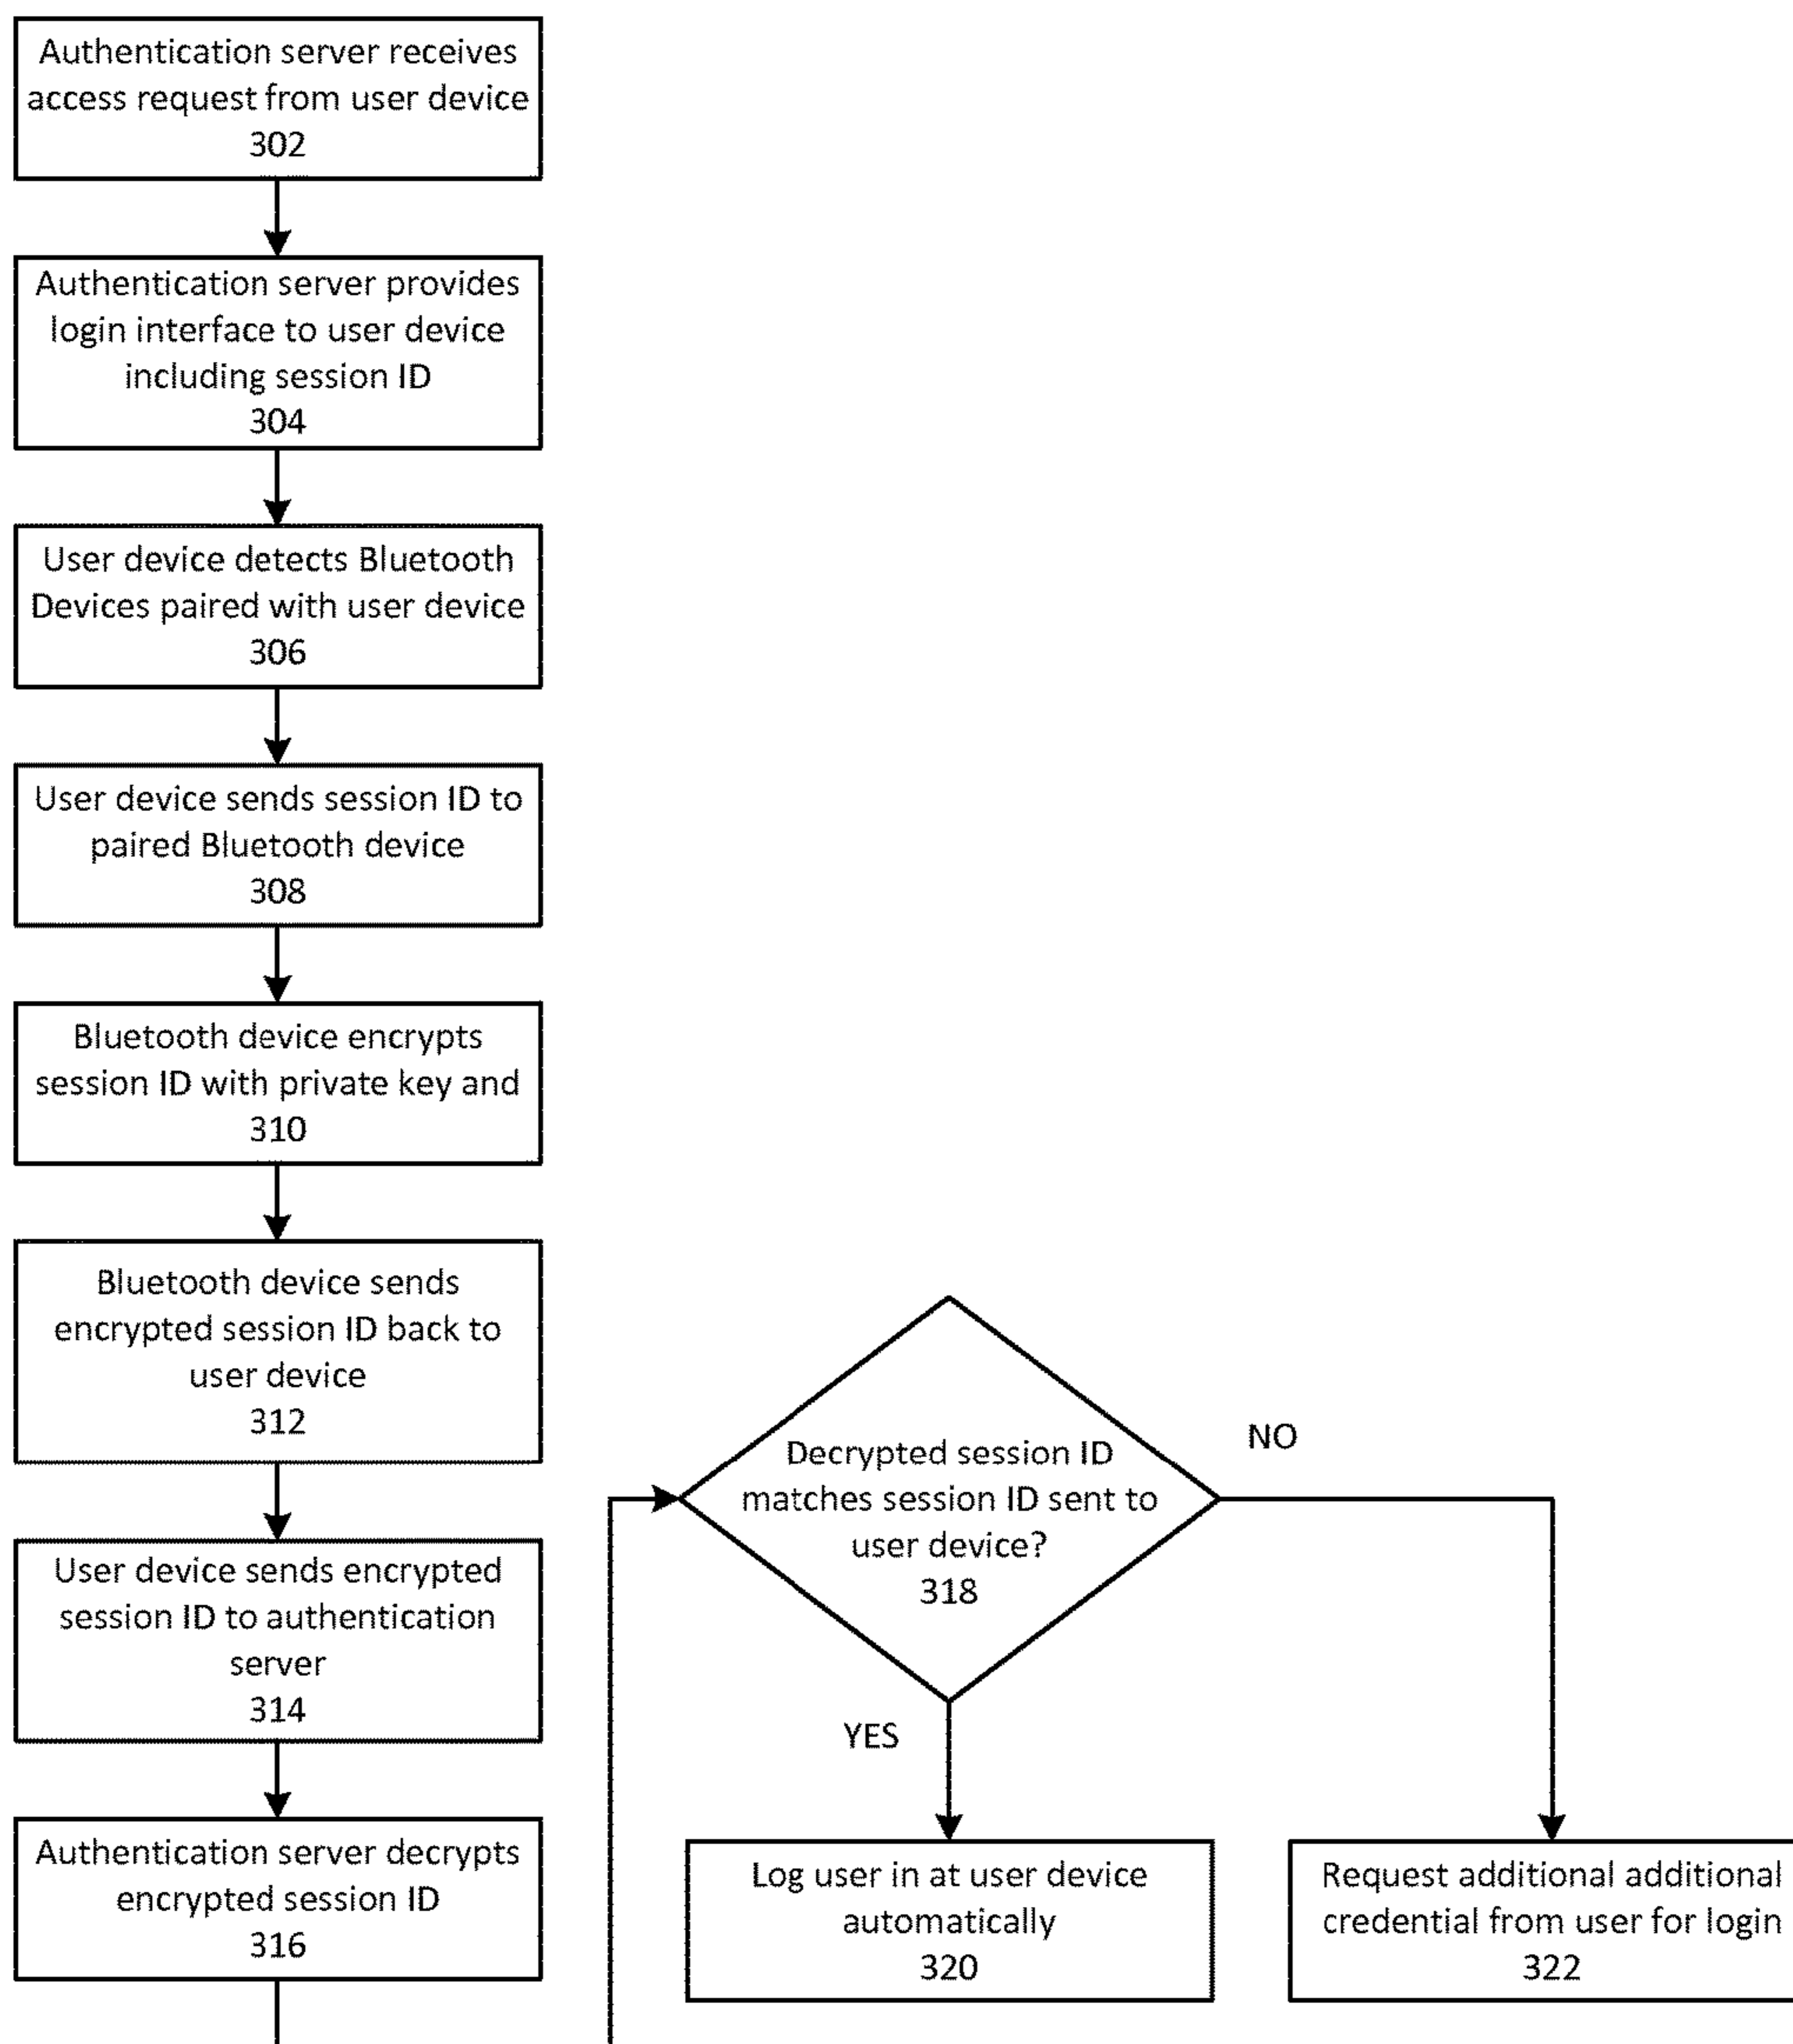 Authentication server receives
access request from user device
302
Authentication server provides
login interface to user device
including session ID
304
User device detects Bluetooth
Devices paired with user device
306
User device sends session ID to
paired Bluetooth device
308
Bluetooth device encrypts
session ID with private key and
310
Bluetooth device sends
encrypted session ID back to
user device
312
User device sends encrypted
session ID to authentication
server
314
Authentication server decrypts
encrypted session ID
316
Decrypted session ID
matches session ID sent to
user device?
318
NO
YES
Log user in at user device
automatically
320
Request additional additional
credential from user for login
322